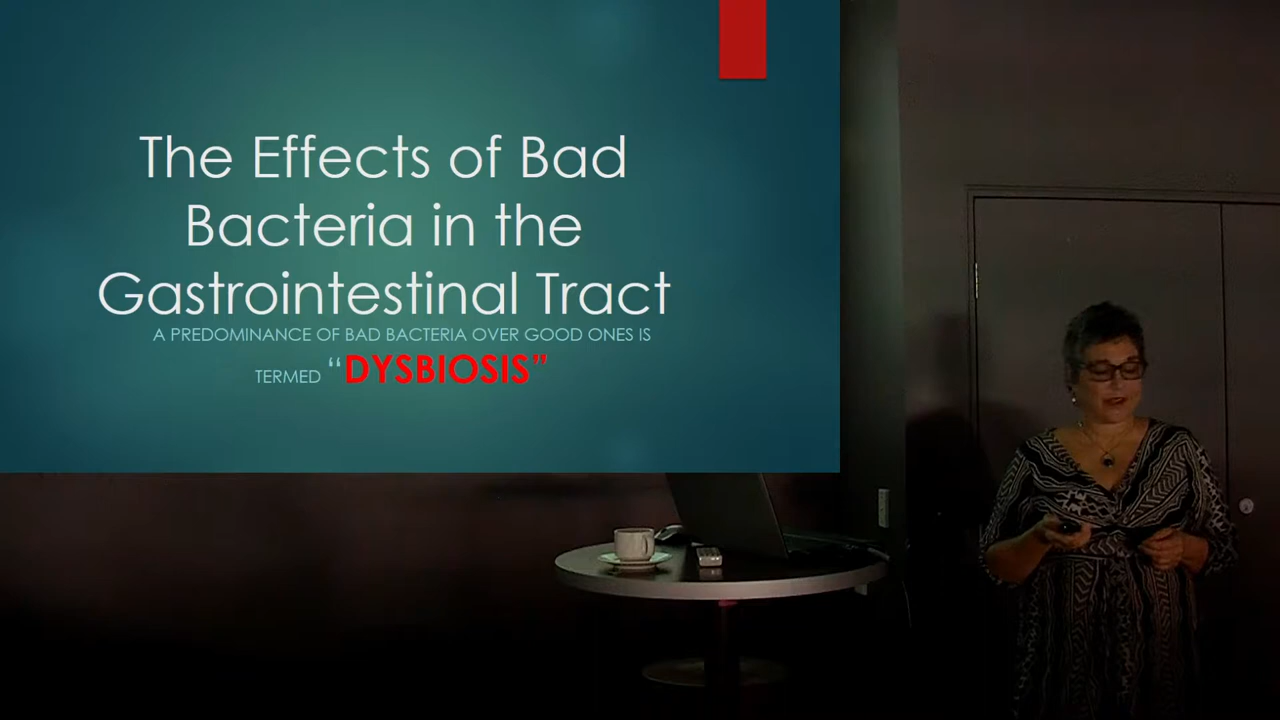 The Effects of Bad
Bacteria in the
Gastrointestinal Tract
A PREDOMINANCE OF BAD BACTERIA OVER GOOD ONES IS
TERMED “DYSBIOSIS”